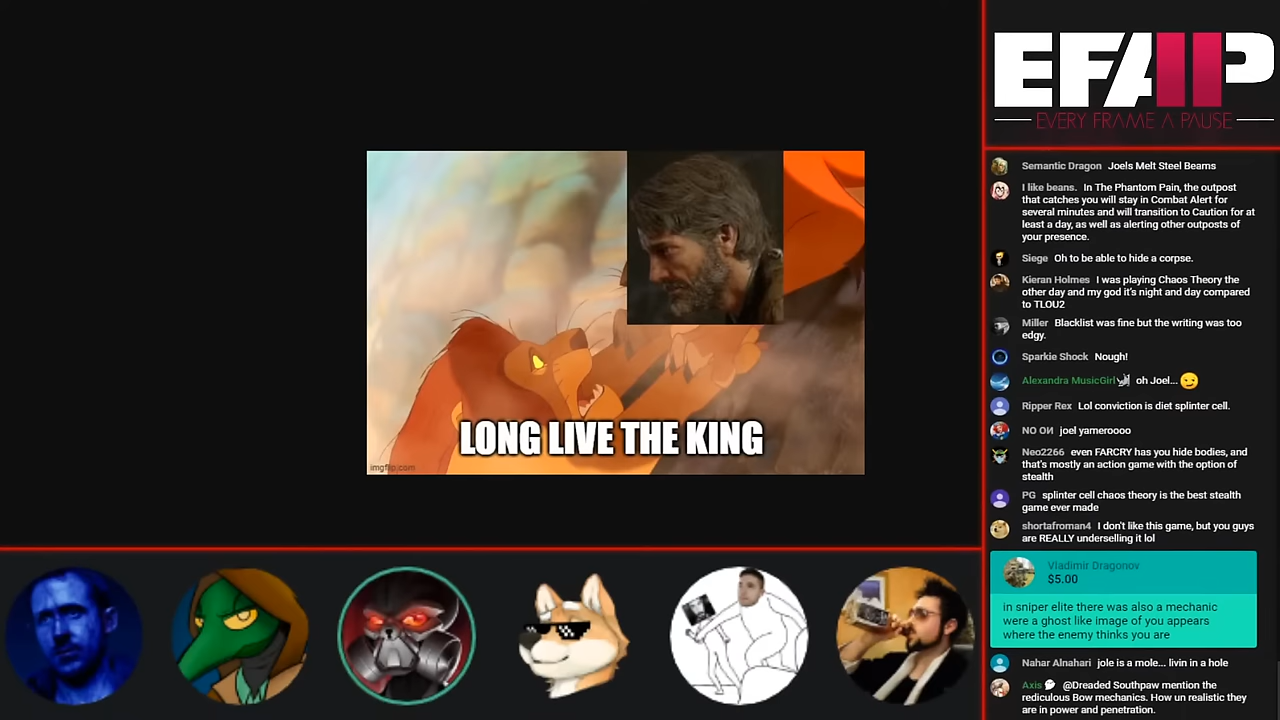 EFAP
EVERY FRAME A PAUSE
LONG LIVE THE KING
imgflip.com
Semantic Dragon Joels Melt Steel Beams
I like beans. In The Phantom Pain, the outpost
that catches you will stay in Combat Alert for
several minutes and will transition to Caution for at
least a day, as well as alerting other outposts of
your presence.
Siege Oh to be able to hide a corpse.
Kieran Holmes I was playing Chaos Theory the
other day and my god it's night and day compared
to TLOU2
Miller Blacklist was fine but the writing was too
edgy.
Sparkie Shock Nough!
Alexandra MusicGirl oh Joel... 😏
Ripper Rex Lol conviction is diet splinter cell.
NO OИ joel yameroooo
Neo2266 even FARCRY has you hide bodies, and
that's mostly an action game with the option of
stealth
PG splinter cell chaos theory is the best stealth
game ever made
shortafroman4 I don't like this game, but you guys
are REALLY underselling it lol
Vladimir Dragonov
$5.00
in sniper elite there was also a mechanic
were a ghost like image of you appears
where the enemy thinks you are
Nahar Alnahari jole is a mole... livin in a hole
Axis @Dreaded Southpaw mention the
rediculous Bow mechanics. How un realistic they
are in power and penetration.